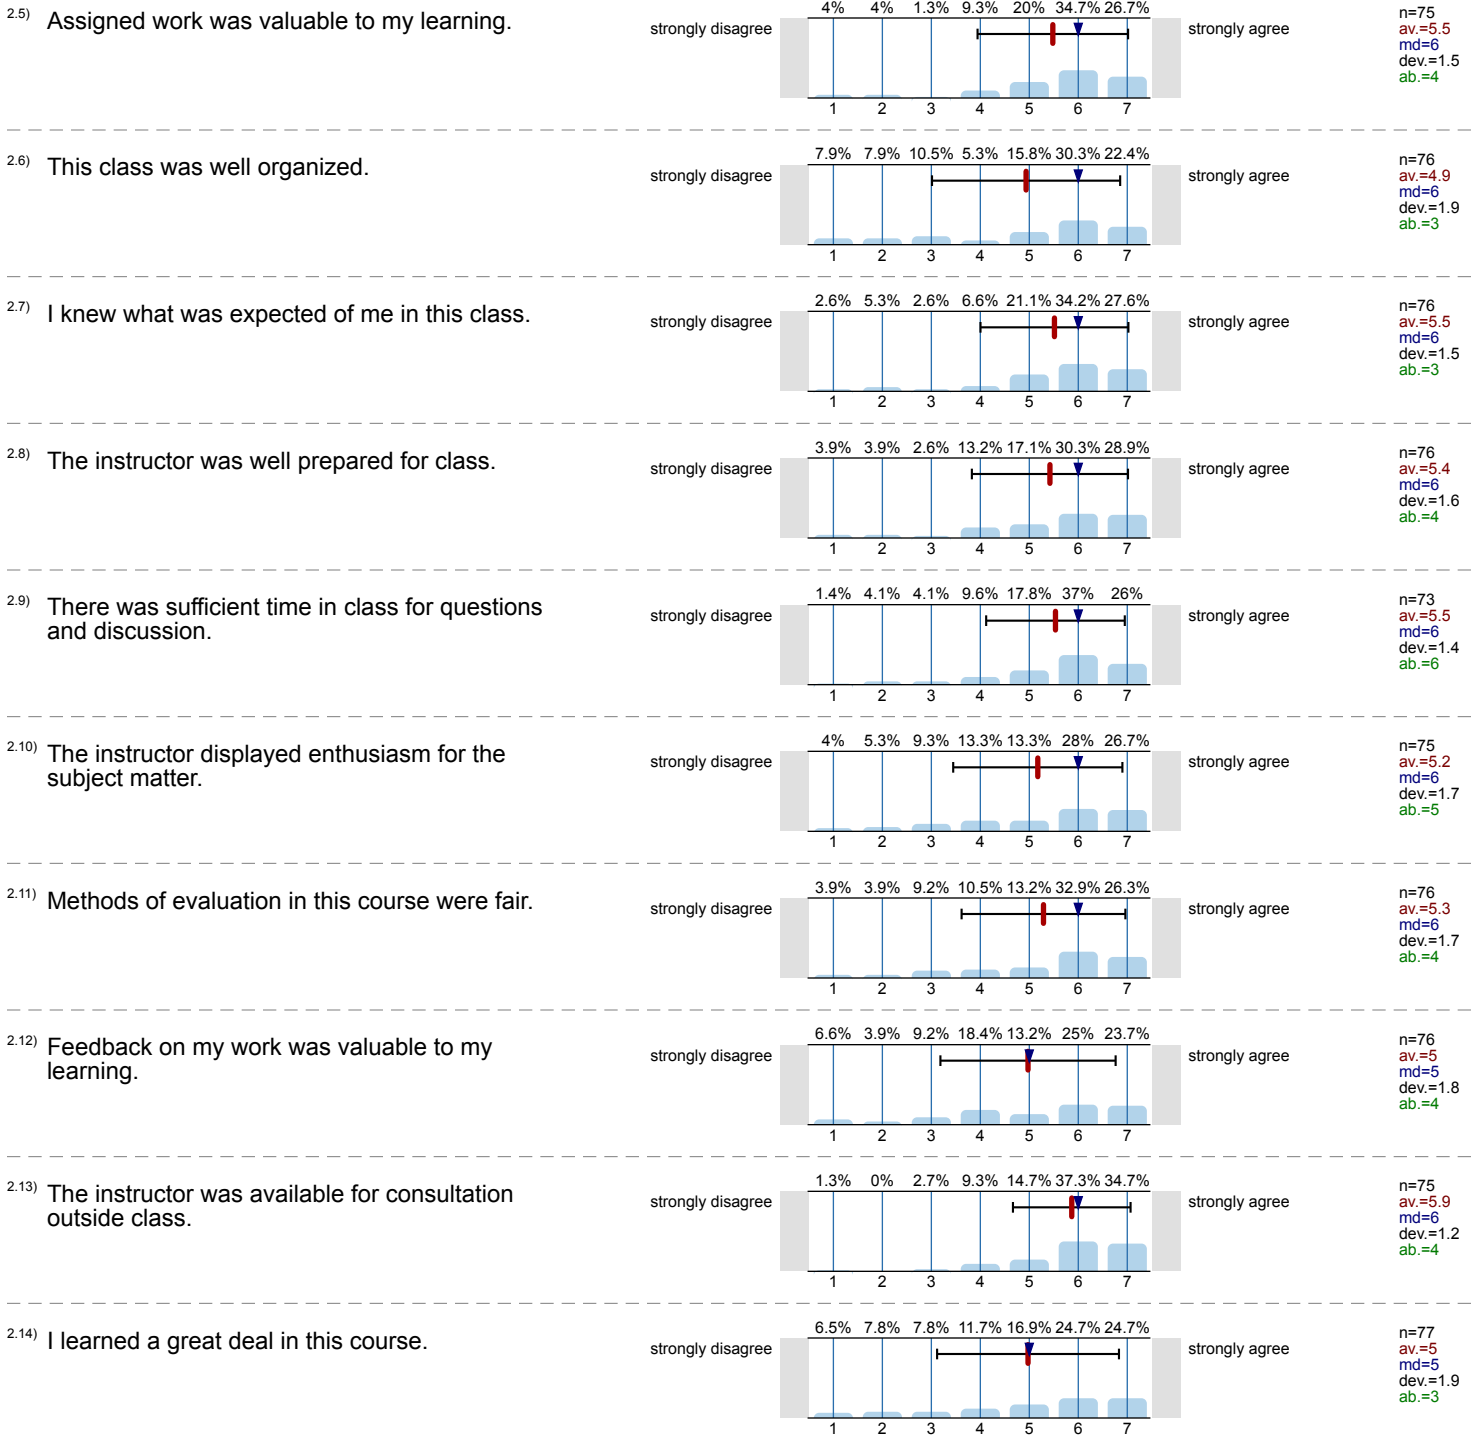 2.5) Assigned work was valuable to my learning.
strongly disagree
4% 4% 1.3% 9.3% 20% 34.7% 26.7%
1 2 3 4 5 6 7
strongly agree
n=75
av.=5.5
md=6
dev.=1.5
ab.=4
2.6) This class was well organized.
strongly disagree
7.9% 7.9% 10.5% 5.3% 15.8% 30.3% 22.4%
1 2 3 4 5 6 7
strongly agree
n=76
av.=4.9
md=6
dev.=1.9
ab.=3
2.7) I knew what was expected of me in this class.
strongly disagree
2.6% 5.3% 2.6% 6.6% 21.1% 34.2% 27.6%
1 2 3 4 5 6 7
strongly agree
n=76
av.=5.5
md=6
dev.=1.5
ab.=3
2.8) The instructor was well prepared for class.
strongly disagree
3.9% 3.9% 2.6% 13.2% 17.1% 30.3% 28.9%
1 2 3 4 5 6 7
strongly agree
n=76
av.=5.4
md=6
dev.=1.6
ab.=4
2.9) There was sufficient time in class for questions
and discussion.
strongly disagree
1.4% 4.1% 4.1% 9.6% 17.8% 37% 26%
1 2 3 4 5 6 7
strongly agree
n=73
av.=5.5
md=6
dev.=1.4
ab.=6
2.10) The instructor displayed enthusiasm for the
subject matter.
strongly disagree
4% 5.3% 9.3% 13.3% 13.3% 28% 26.7%
1 2 3 4 5 6 7
strongly agree
n=75
av.=5.2
md=6
dev.=1.7
ab.=5
2.11) Methods of evaluation in this course were fair.
strongly disagree
3.9% 3.9% 9.2% 10.5% 13.2% 32.9% 26.3%
1 2 3 4 5 6 7
strongly agree
n=76
av.=5.3
md=6
dev.=1.7
ab.=4
2.12) Feedback on my work was valuable to my
learning.
strongly disagree
6.6% 3.9% 9.2% 18.4% 13.2% 25% 23.7%
1 2 3 4 5 6 7
strongly agree
n=76
av.=5
md=5
dev.=1.8
ab.=4
2.13) The instructor was available for consultation
outside class.
strongly disagree
1.3% 0% 2.7% 9.3% 14.7% 37.3% 34.7%
1 2 3 4 5 6 7
strongly agree
n=75
av.=5.9
md=6
dev.=1.2
ab.=4
2.14) I learned a great deal in this course.
strongly disagree
6.5% 7.8% 7.8% 11.7% 16.9% 24.7% 24.7%
1 2 3 4 5 6 7
strongly agree
n=77
av.=5
md=5
dev.=1.9
ab.=3